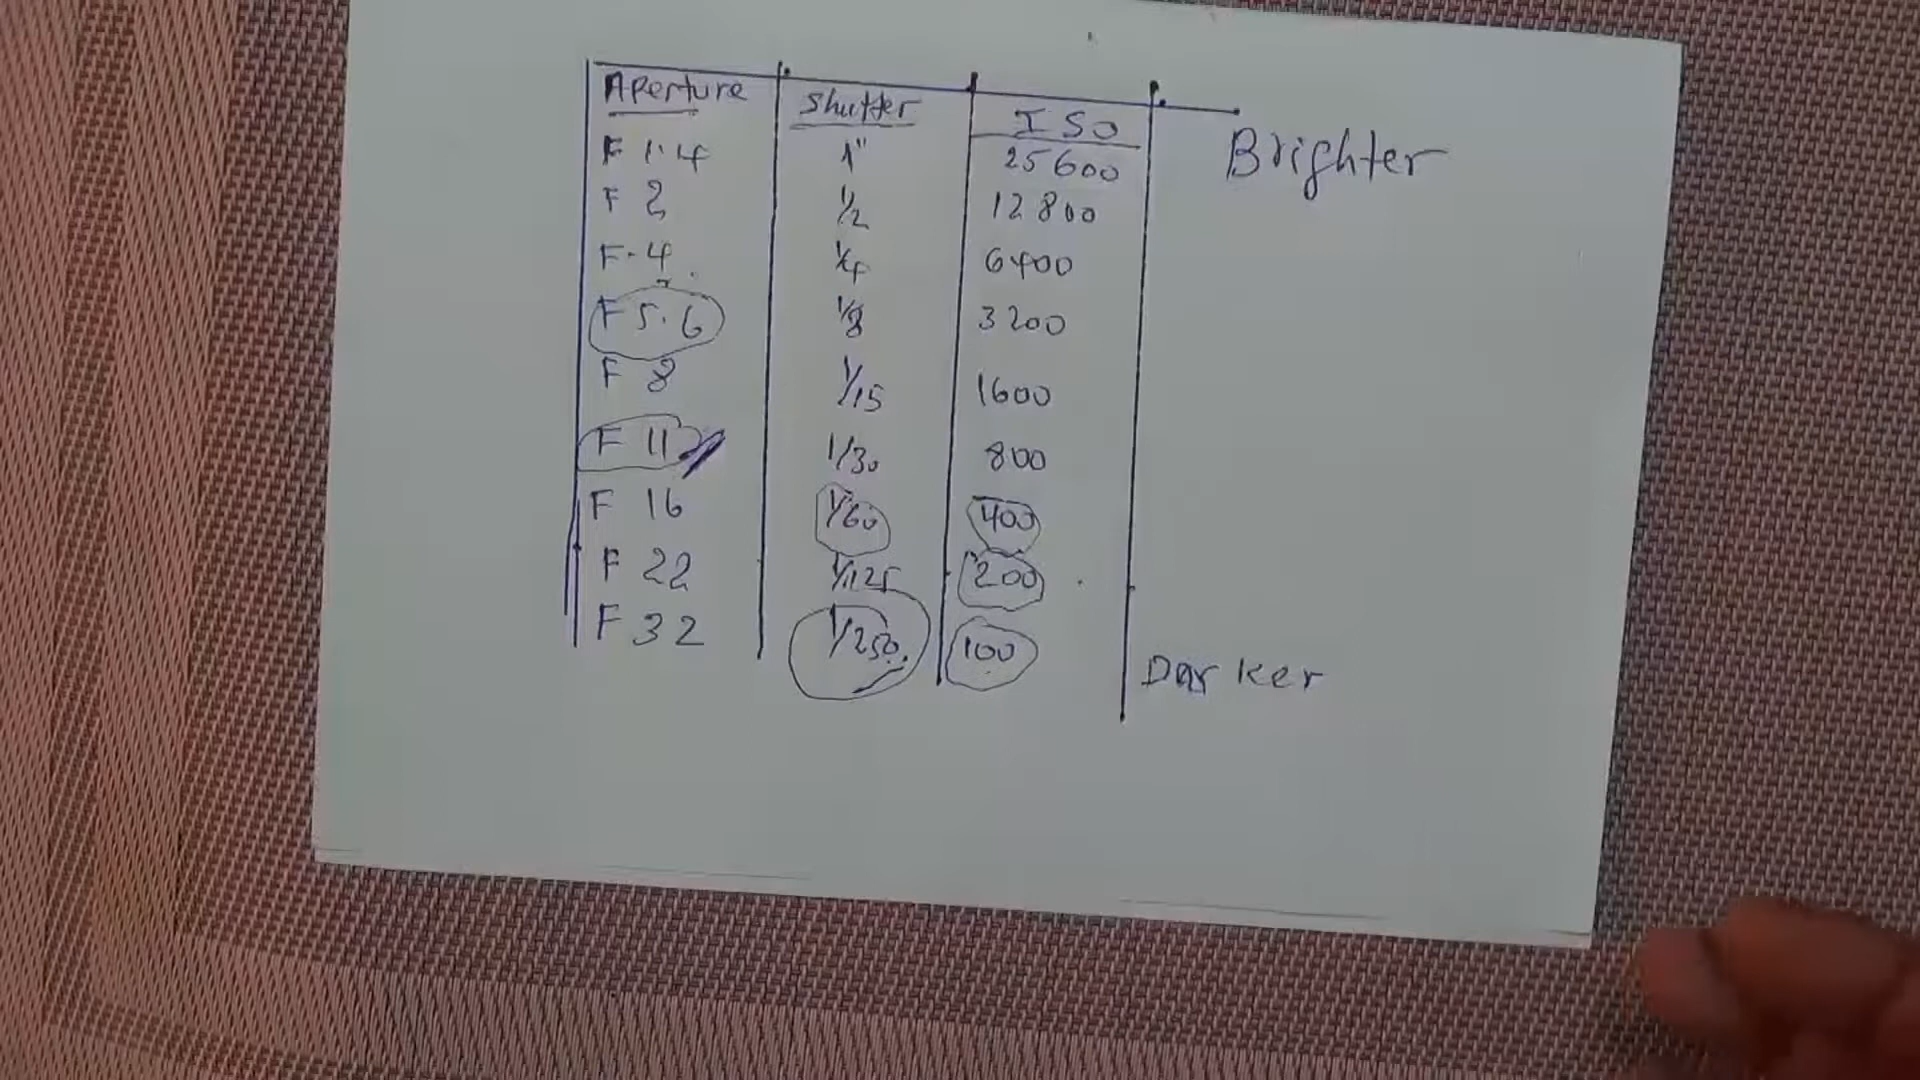 Aperture Shutter ISO
F 1.4 1" 25600 Brighter
F 2 1/2 12800
F.4 1/4 6400
F 5.6 1/8 3200
F 8 1/15 1600
F 11 1/30 800
F 16 1/60 400
F 22 1/125 200
F 32 1/250 100 Darker